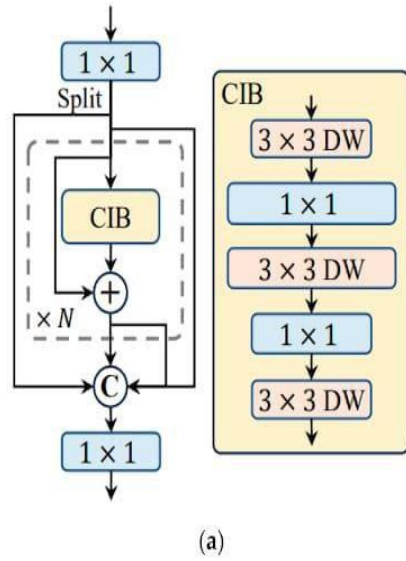 1 × 1
Split
CIB
+
× N
C
1 × 1
CIB
3 × 3 DW
1 × 1
3 × 3 DW
1 × 1
3 × 3 DW
(a)